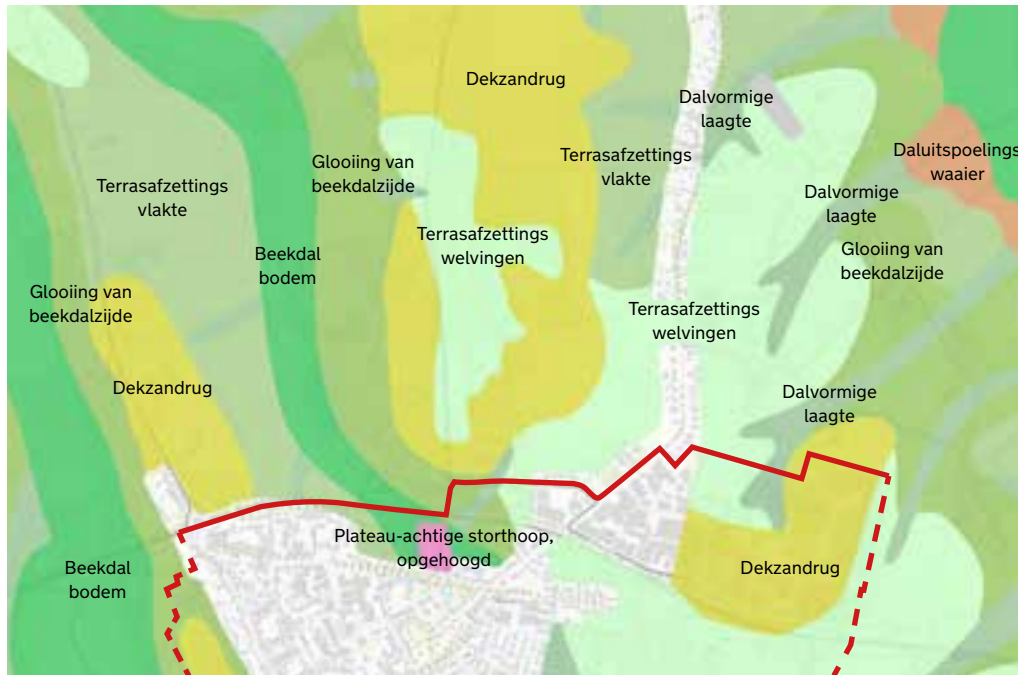 Dekzandrug
Dalvormige
laagte
Glooiing van
beekdalzijde
Terrasafzettings
vlakte
Daluitspoelings
waaier
Terrasafzettings
vlakte
Dalvormige
laagte
Terrasafzettings
welvingen
Beekdal
bodem
Glooiing van
beekdalzijde
Glooiing van
beekdalzijde
Terrasafzettings
welvingen
Dekzandrug
Dalvormige
laagte
Plateau-achtige storthoop,
opgehoogd
Beekdal
bodem
Dekzandrug